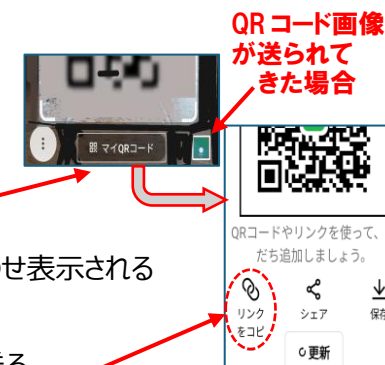 QRコード画像
が送られて
きた場合
マイQRコード
QRコードやリンクを使って、
だち追加しましょう。
リンク
をコピ
シェア
保存
更新
せ表示される